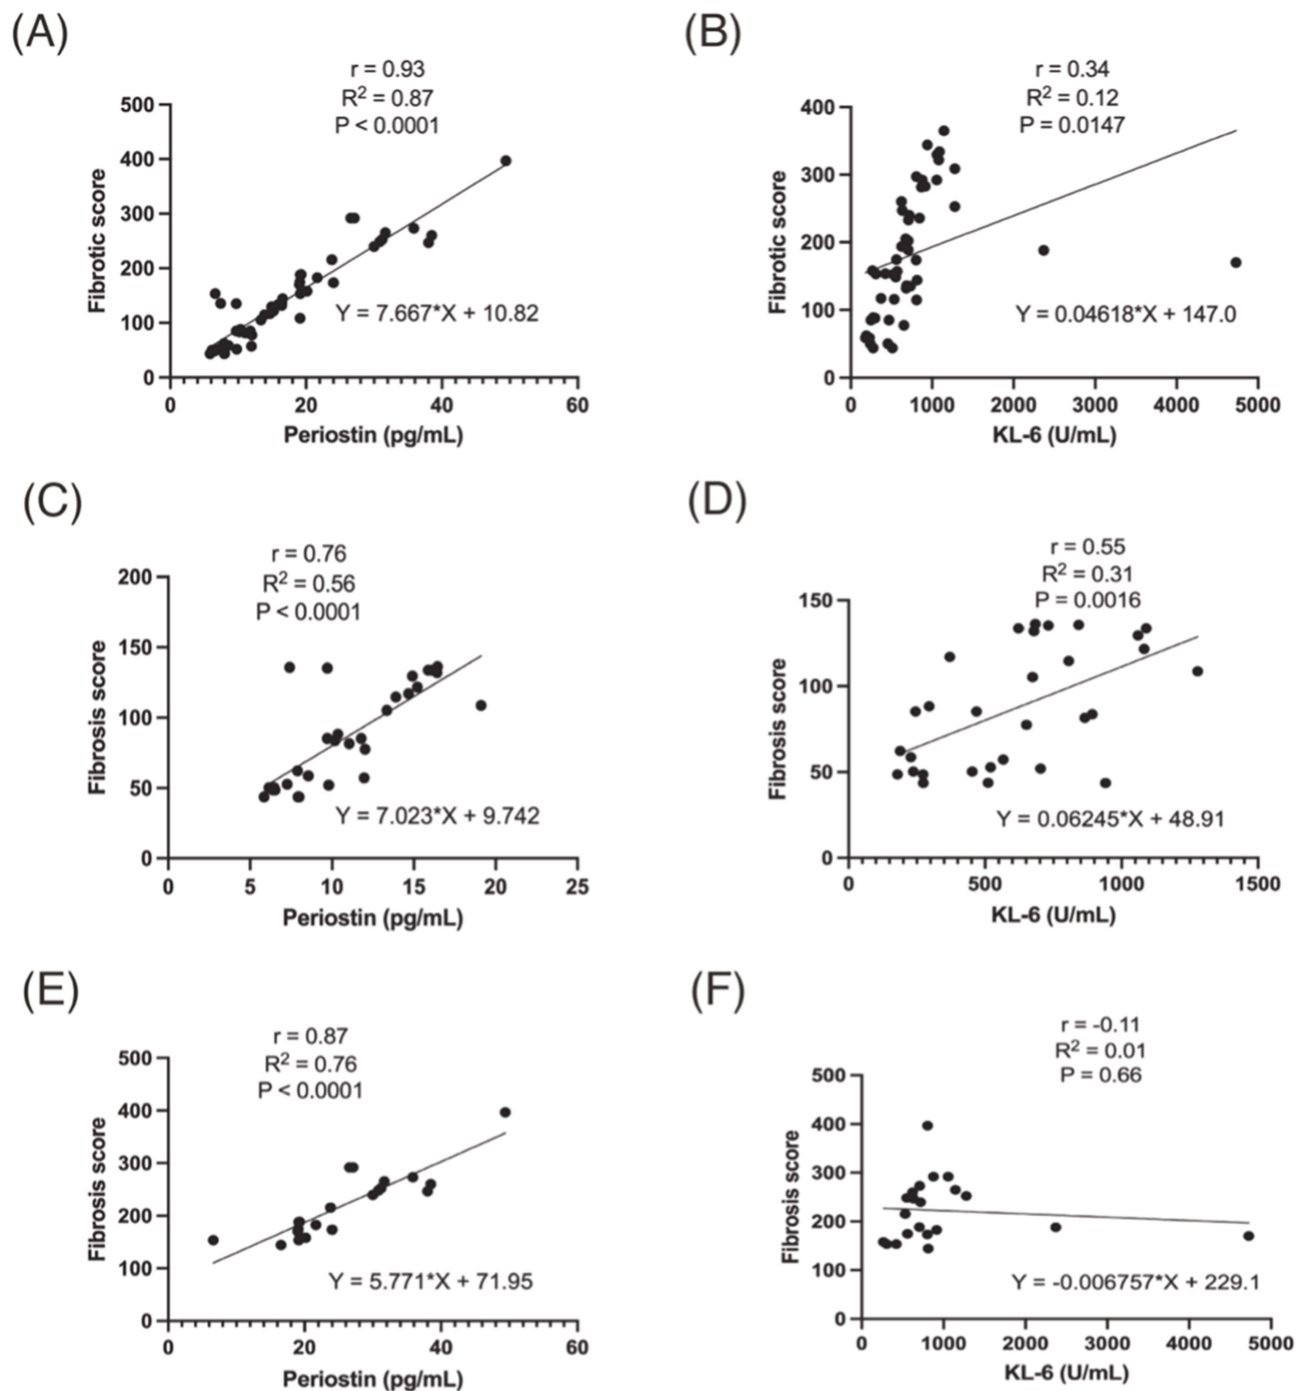 (A)
r = 0.93
R² = 0.87
P < 0.0001
500
400
300
200
100
0
Fibrotic score
Y = 7.667*X + 10.82
0 20 40 60
Periostin (pg/mL)
(B)
r = 0.34
R² = 0.12
P = 0.0147
400
300
200
100
0
Fibrotic score
Y = 0.04618*X + 147.0
0 1000 2000 3000 4000 5000
KL-6 (U/mL)
(C)
r = 0.76
R² = 0.56
P < 0.0001
200
150
100
50
0
Fibrosis score
Y = 7.023*X + 9.742
0 5 10 15 20 25
Periostin (pg/mL)
(D)
r = 0.55
R² = 0.31
P = 0.0016
150
100
50
0
Fibrosis score
Y = 0.06245*X + 48.91
0 500 1000 1500
KL-6 (U/mL)
(E)
r = 0.87
R² = 0.76
P < 0.0001
500
400
300
200
100
0
Fibrosis score
Y = 5.771*X + 71.95
0 20 40 60
Periostin (pg/mL)
(F)
r = -0.11
R² = 0.01
P = 0.66
500
400
300
200
100
0
Fibrosis score
Y = -0.006757*X + 229.1
0 1000 2000 3000 4000 5000
KL-6 (U/mL)